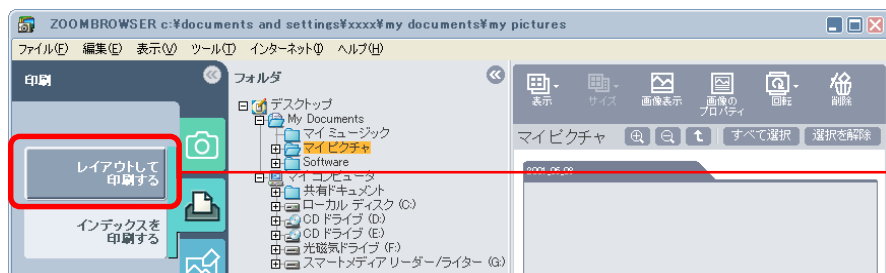 ZOOMBROWSER c:¥documents and settings¥xxxx¥my documents¥my pictures
ファイル(F) 編集(E) 表示(V) ツール(T) インターネット(I) ヘルプ(H)
印刷
レイアウトして
印刷する
インデックスを
印刷する
フォルダ
デスクトップ
My Documents
マイ ミュージック
マイ ピクチャ
Software
マイ コンピュータ
共有ドキュメント
ローカル ディスク (C:)
CD ドライブ (D:)
CD ドライブ (E:)
光磁気ドライブ (F:)
スマートメディア リーダー/ライター (G:)
表示 サイズ 画像表示 画像の
プロパティ 回転 削除
マイ ピクチャ すべて選択 選択を解除